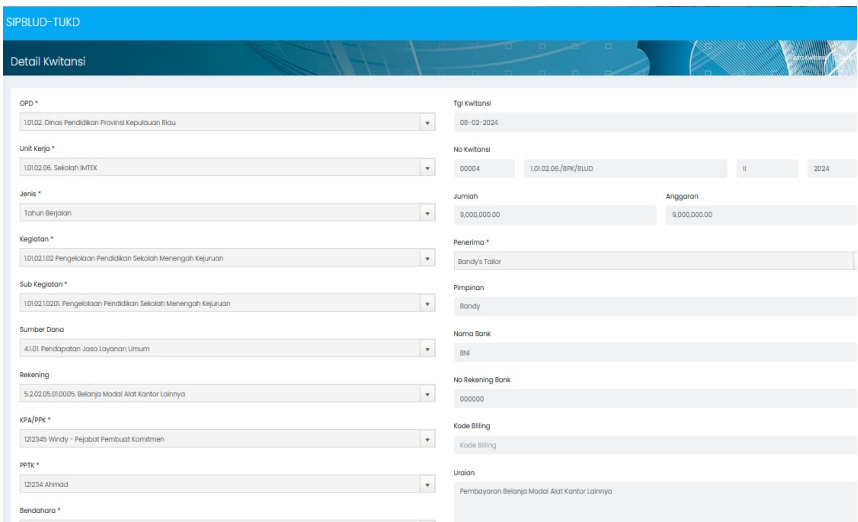 SIPBLUD-TUKD
Detail Kwitansi
OPD *
1.01.02. Dinas Pendidikan Provinsi Kepulauan Riau
Unit Kerja *
1.01.02.06. Sekolah IMTEK
Jenis *
Tahun Berjalan
Kegiatan *
1.01.02.1.02 Pengelolaan Pendidikan Sekolah Menengah Kejuruan
Sub Kegiatan *
1.01.02.1.02.01. Pengelolaan Pendidikan Sekolah Menengah Kejuruan
Sumber Dana
4.1.01. Pendapatan Jasa Layanan Umum
Rekening
5.2.02.05.01.0005. Belanja Modal Alat Kantor Lainnya
KPA/PPK *
1212345 Windy - Pejabat Pembuat Komitmen
PPTK *
121234 Ahmad
Bendahara *
Tgl Kwitansi
08-02-2024
No Kwitansi
00004 1.01.02.06./BPK/BLUD II 2024
Jumlah Anggaran
9,000,000.00 9,000,000.00
Penerima *
Bandy's Tailor
Pimpinan
Bandy
Nama Bank
BNI
No Rekening Bank
000000
Kode Billing
Kode Billing
Uraian
Pembayaran Belanja Modal Alat Kantor Lainnya